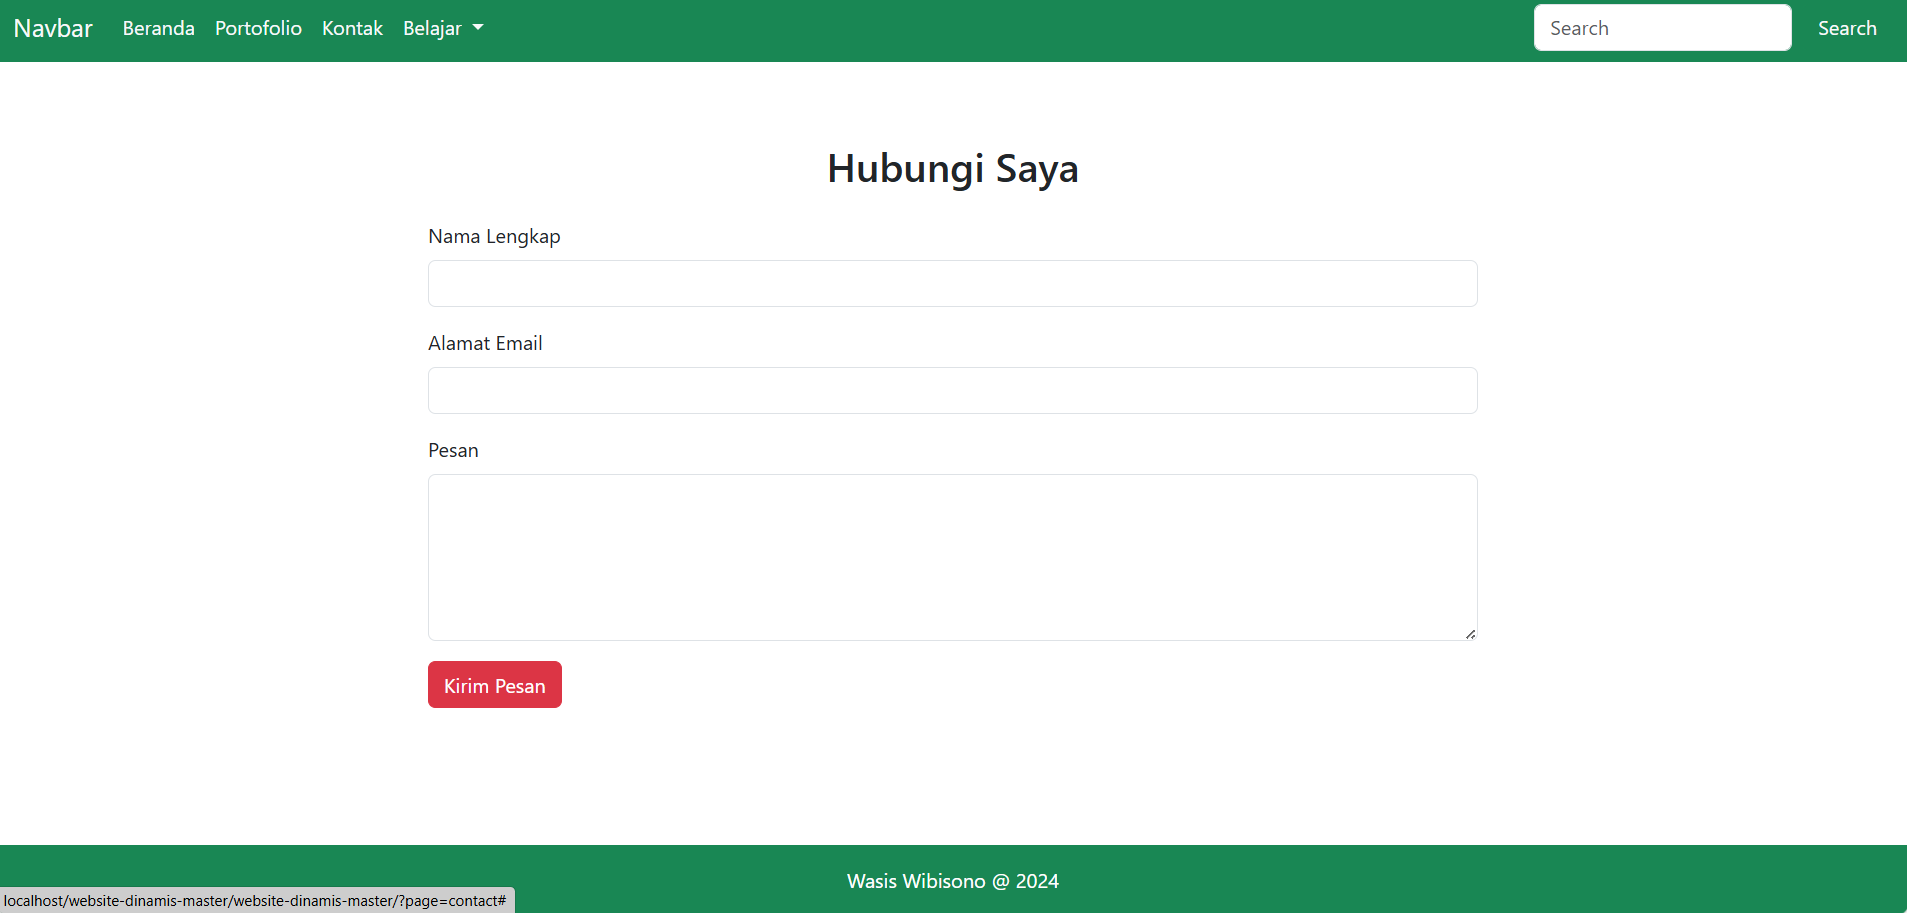 Navbar Beranda Portofolio Kontak Belajar Search Search
Hubungi Saya
Nama Lengkap
Alamat Email
Pesan
Kirim Pesan
Wasis Wibisono @ 2024
localhost/website-dinamis-master/website-dinamis-master/?page=contact#